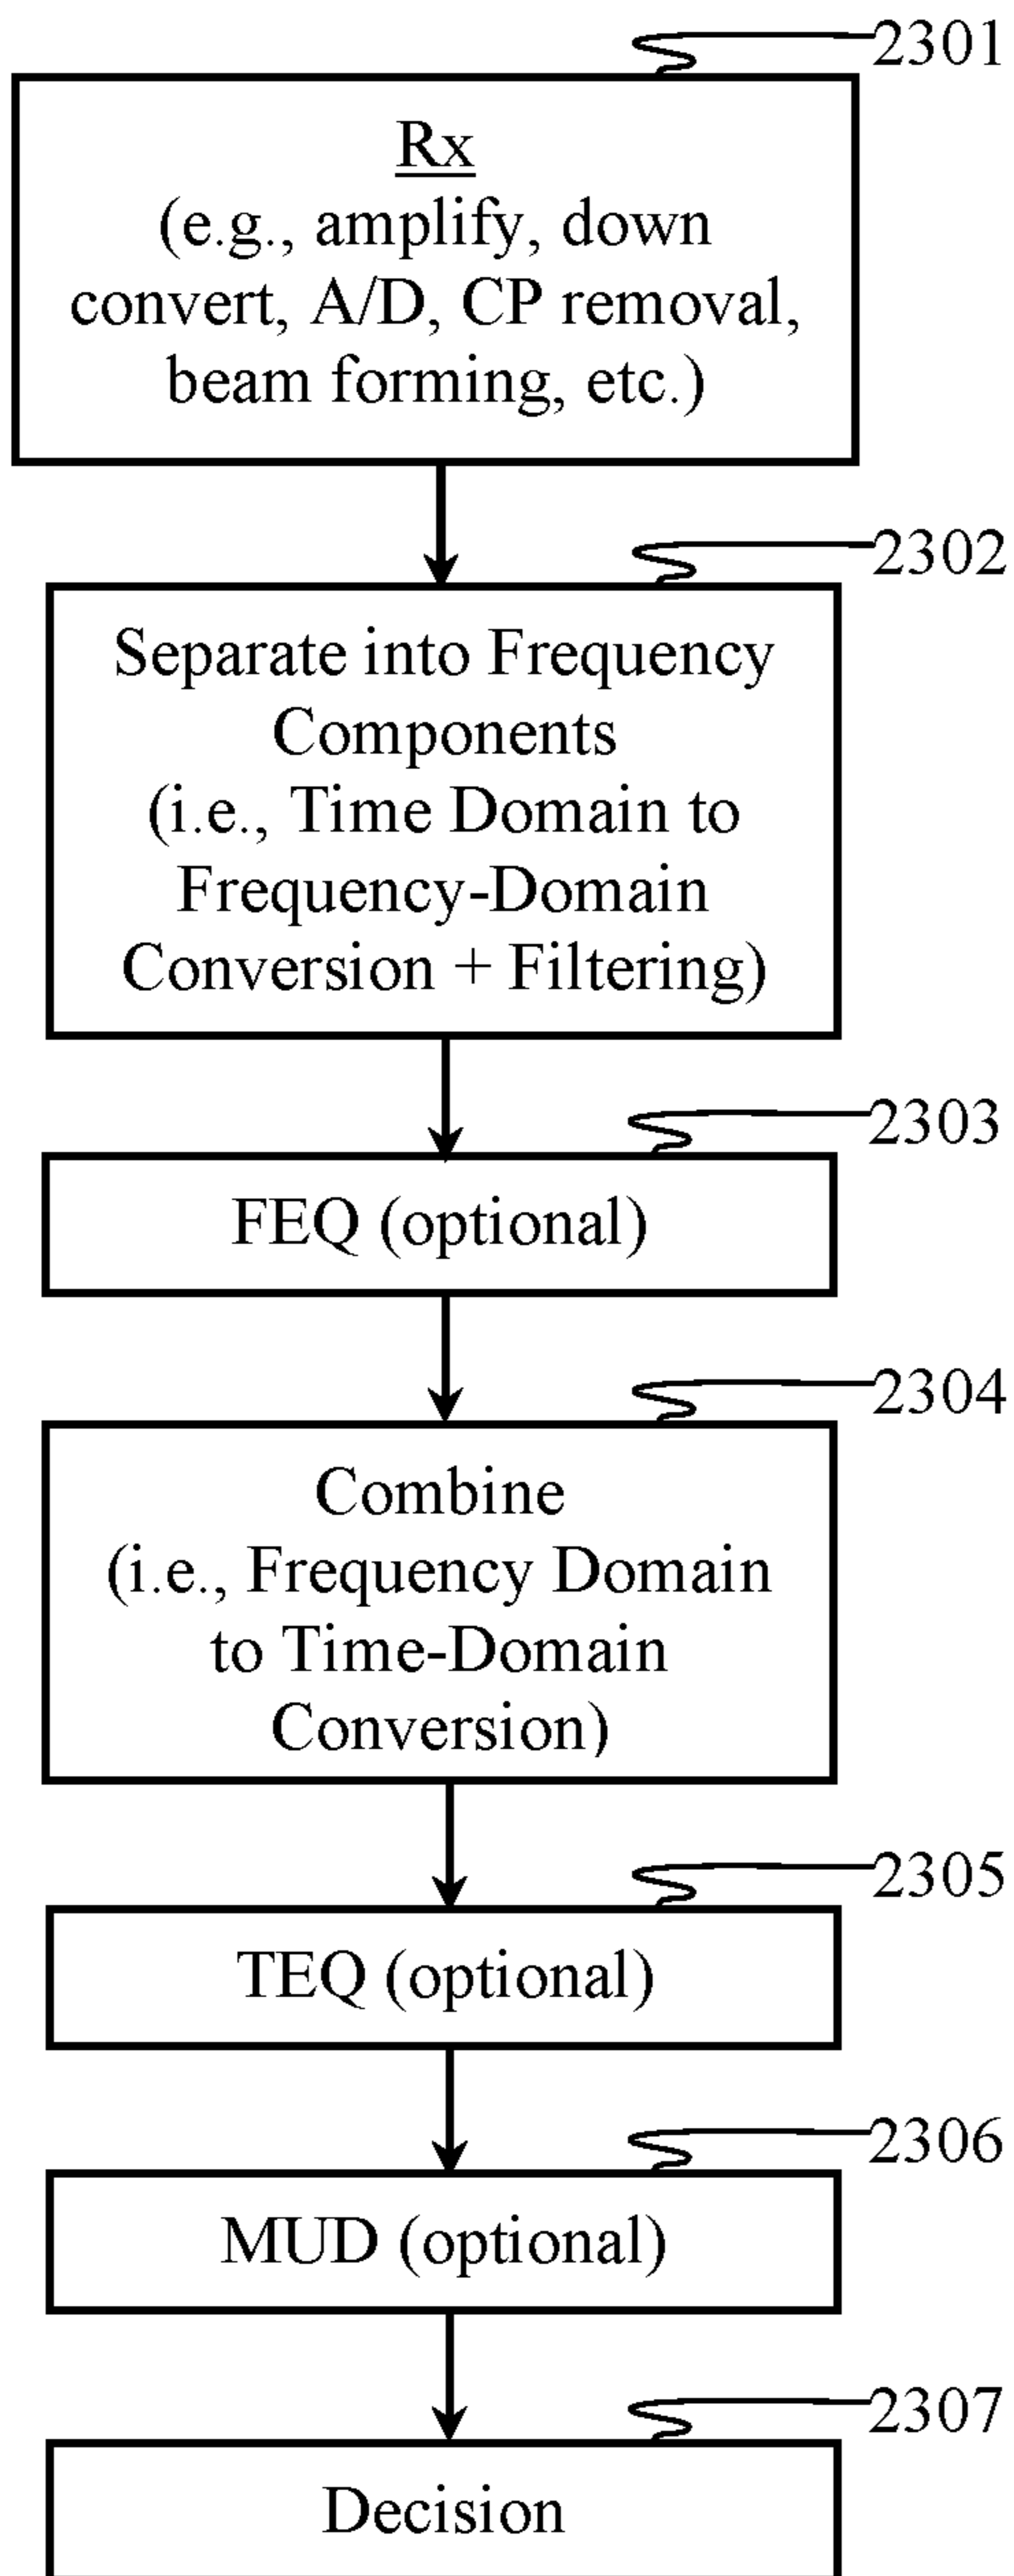 2301
Rx
(e.g., amplify, down
convert, A/D, CP removal,
beam forming, etc.)
2302
Separate into Frequency
Components
(i.e., Time Domain to
Frequency-Domain
Conversion + Filtering)
2303
FEQ (optional)
2304
Combine
(i.e., Frequency Domain
to Time-Domain
Conversion)
2305
TEQ (optional)
2306
MUD (optional)
2307
Decision